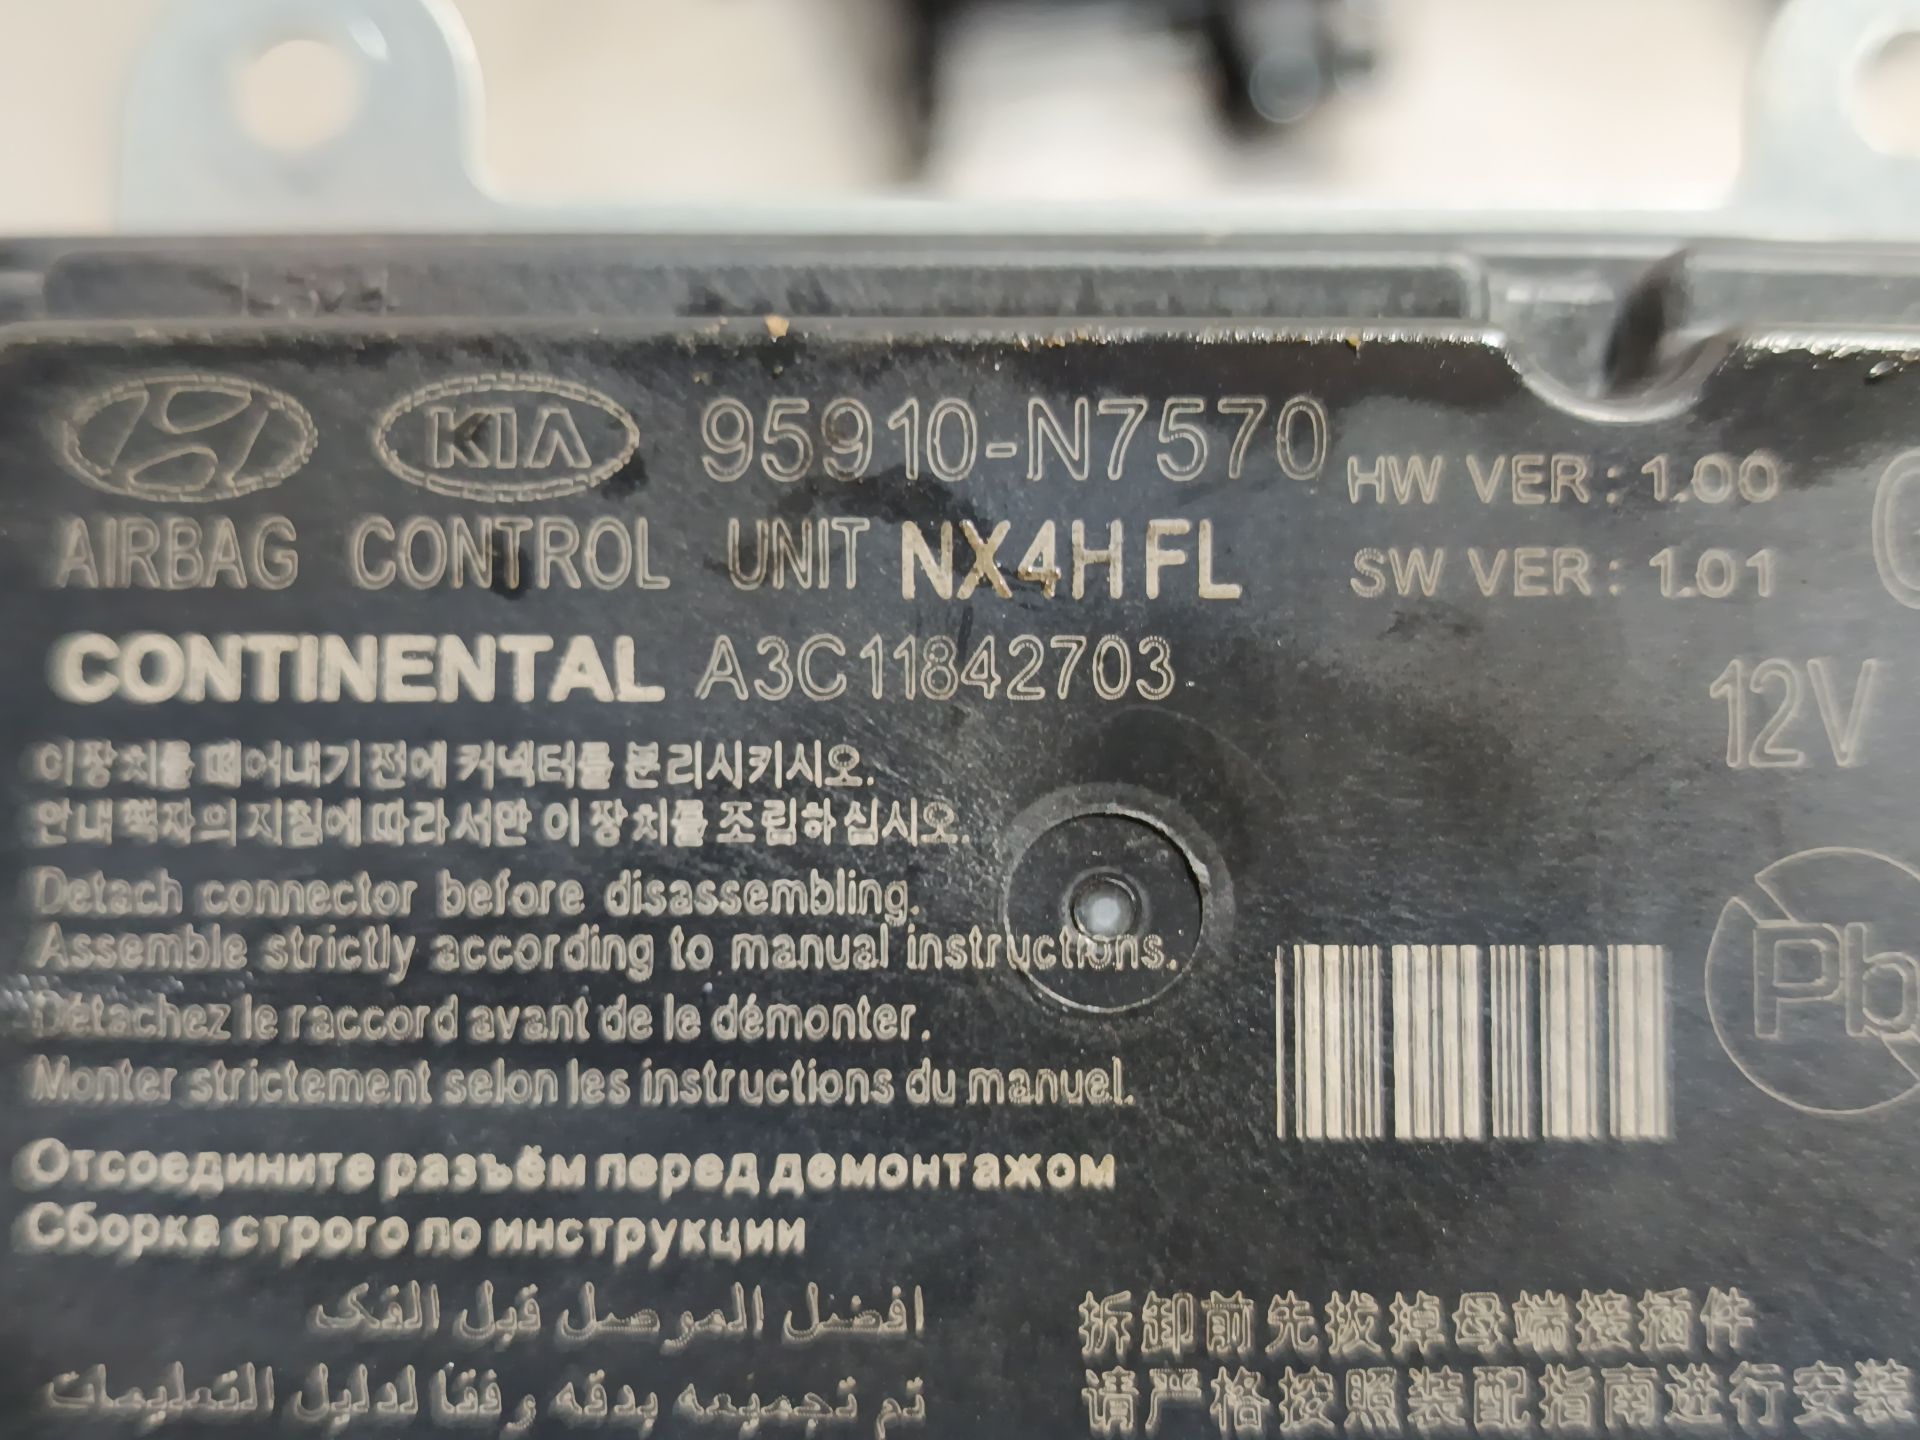 KIA 95910-N7570 HW VER : 1.00
AIRBAG CONTROL UNIT NX4H FL SW VER : 1.01
CONTINENTAL A3C11842703
12V
이 장치를 떼어내기 전에 커넥터를 분리시키시오.
안내책자의 지침에 따라서만 이 장치를 조립하십시오.
Detach connector before disassembling.
Assemble strictly according to manual instructions.
Détachez le raccord avant de le démonter.
Monter strictement selon les instructions du manuel.
Pb
Отсоедините разъём перед демонтажом
Сборка строго по инструкции
افضل الموصل قبل الفك
تم تجميعه بدقه وفقا لدليل التعليمات
拆卸前先拔掉母端接插件
请严格按照装配指南进行安装